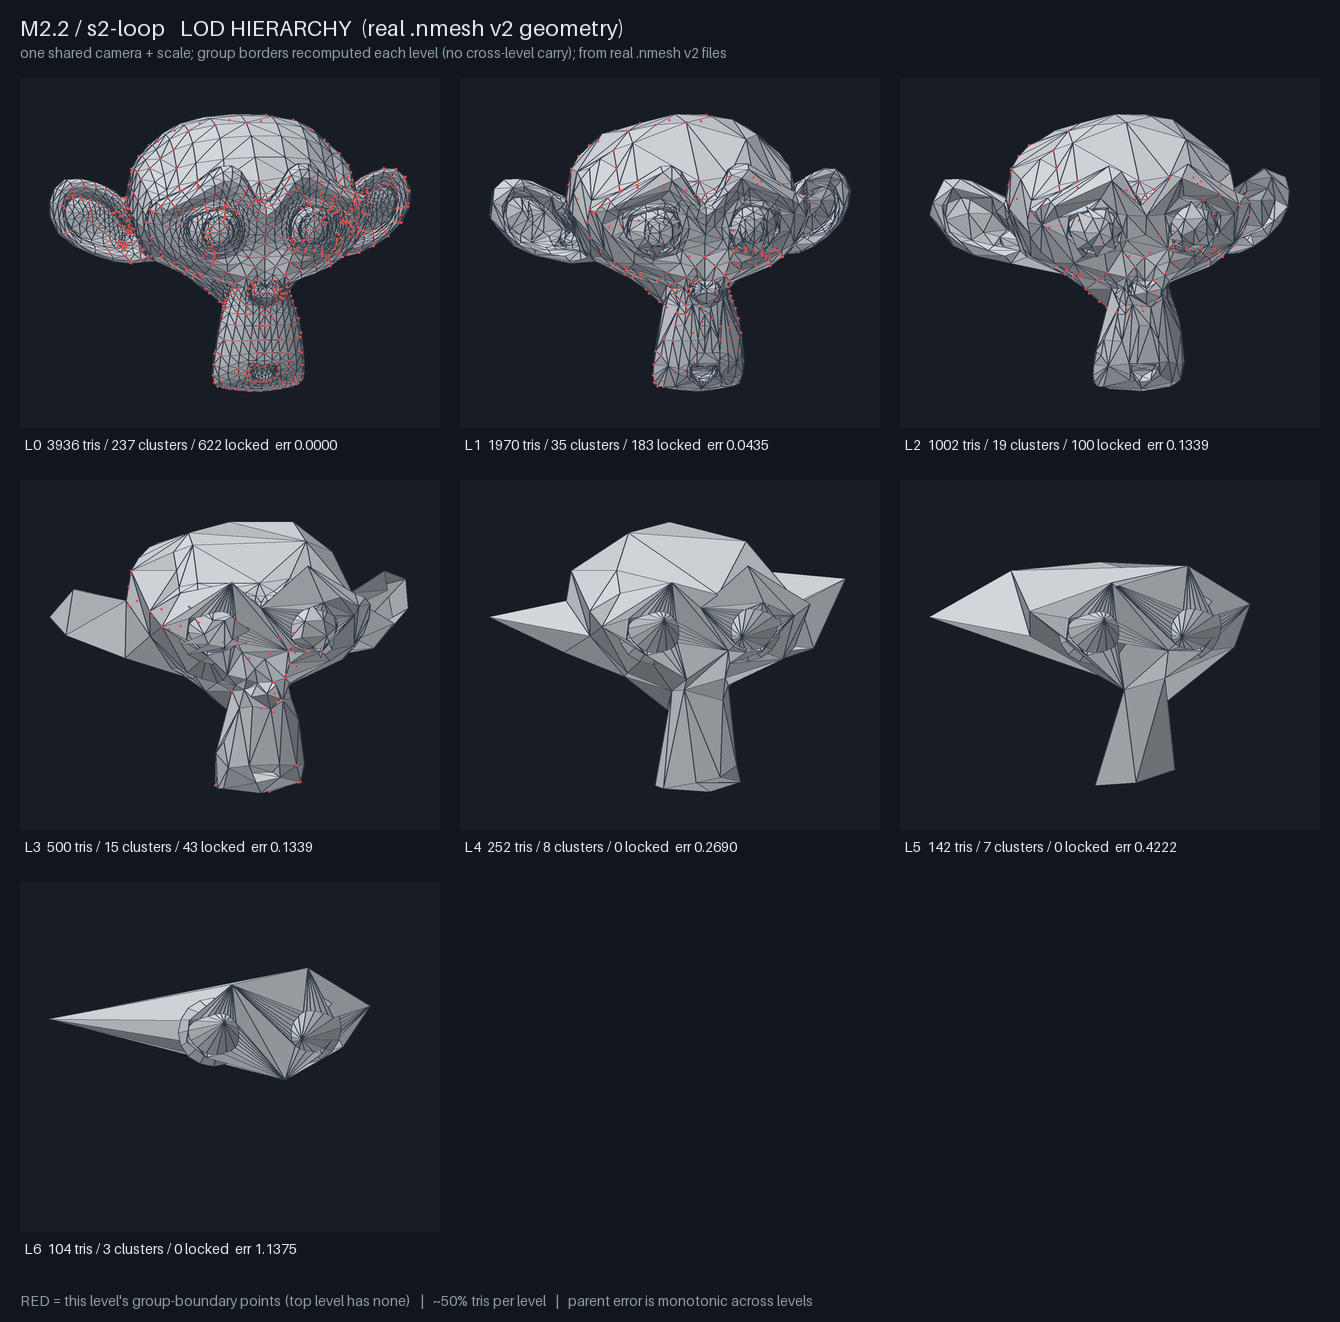 M2.2 / s2-loop   LOD HIERARCHY  (real .nmesh v2 geometry)
one shared camera + scale; group borders recomputed each level (no cross-level carry); from real .nmesh v2 files
L0  3936 tris / 237 clusters / 622 locked  err 0.0000
L1  1970 tris / 35 clusters / 183 locked  err 0.0435
L2  1002 tris / 19 clusters / 100 locked  err 0.1339
L3  500 tris / 15 clusters / 43 locked  err 0.1339
L4  252 tris / 8 clusters / 0 locked  err 0.2690
L5  142 tris / 7 clusters / 0 locked  err 0.4222
L6  104 tris / 3 clusters / 0 locked  err 1.1375
RED = this level's group-boundary points (top level has none)   |   ~50% tris per level   |   parent error is monotonic across levels